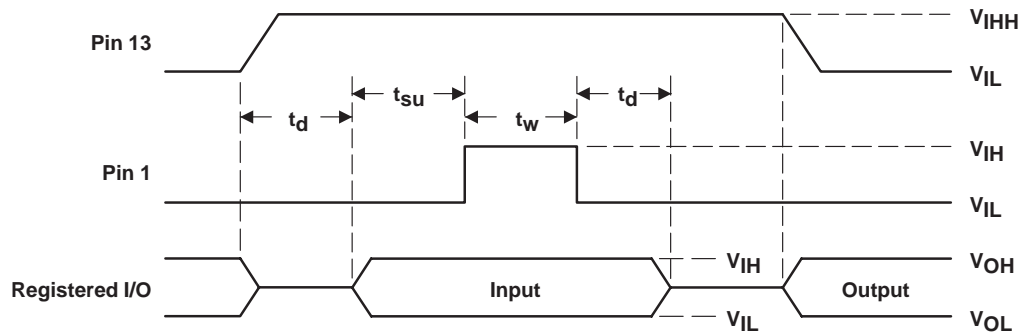 Pin 13
VIHH
VIL
td
tsu
tw
td
Pin 1
VIH
VIL
Registered I/O
Input
VIH
VIL
Output
VOH
VOL